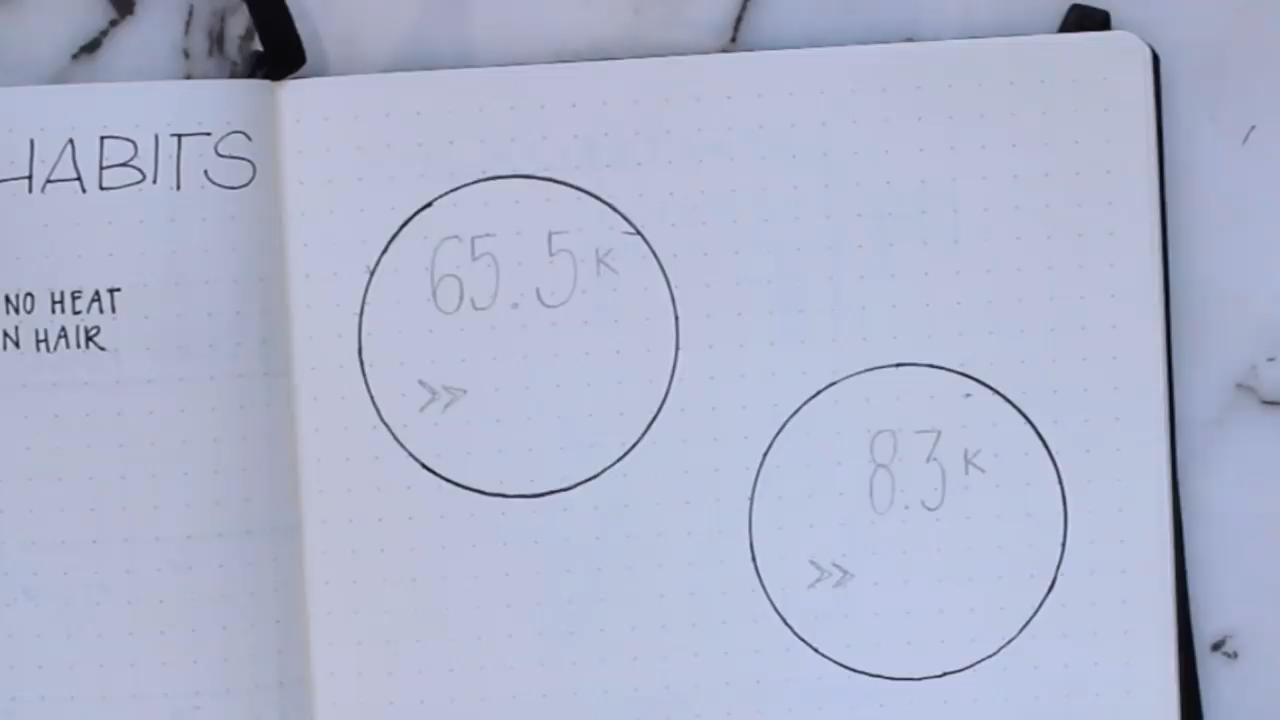 HABITS
NO HEAT
N HAIR
65.5K
>>
8.3K
>>